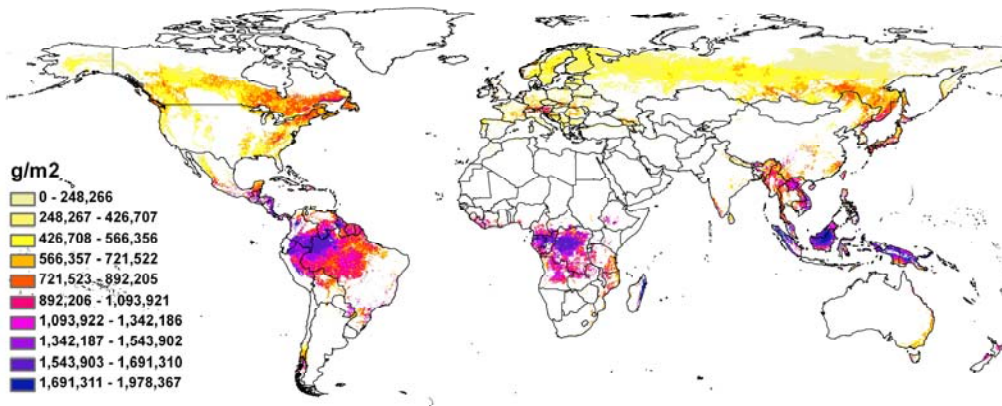 g/m2
0 - 248,266
248,267 - 426,707
426,708 - 566,356
566,357 - 721,522
721,523 - 892,205
892,206 - 1,093,921
1,093,922 - 1,342,186
1,342,187 - 1,543,902
1,543,903 - 1,691,310
1,691,311 - 1,978,367